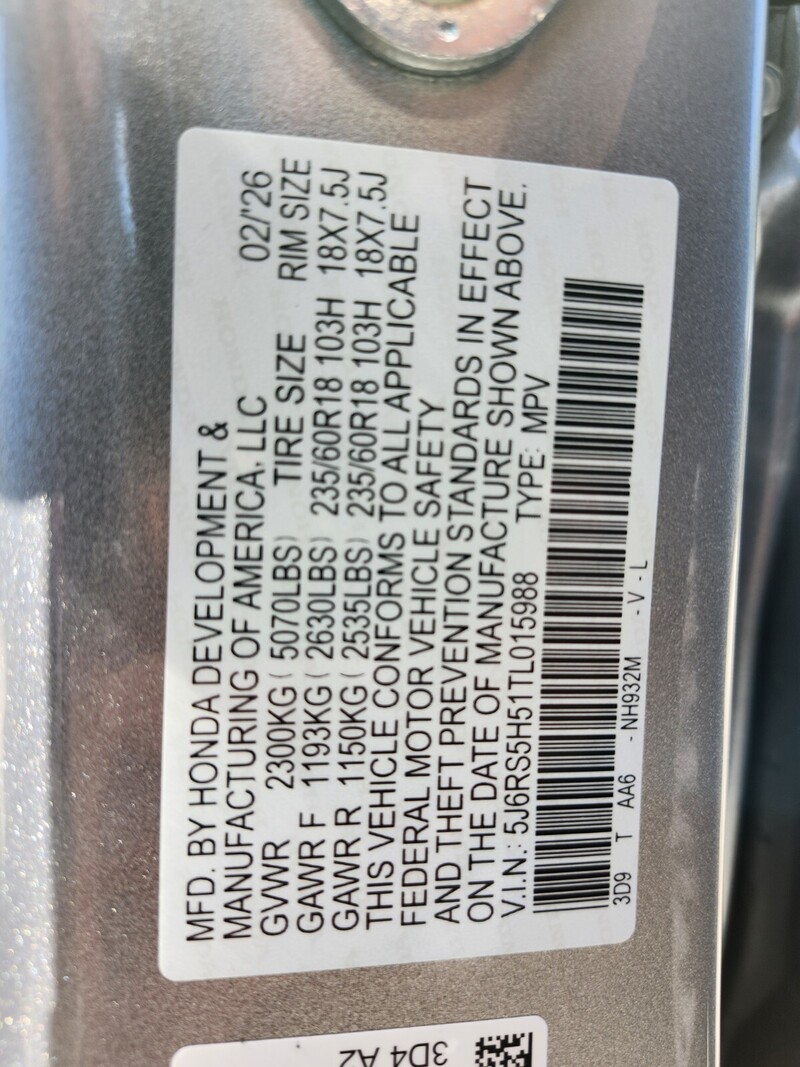 MFD. BY HONDA DEVELOPMENT &
MANUFACTURING OF AMERICA, LLC 02/'26
GVWR 2300KG ( 5070LBS) TIRE SIZE RIM SIZE
GAWR F 1193KG ( 2630LBS) 235/60R18 103H 18X7.5J
GAWR R 1150KG ( 2535LBS) 235/60R18 103H 18X7.5J
THIS VEHICLE CONFORMS TO ALL APPLICABLE
FEDERAL MOTOR VEHICLE SAFETY
AND THEFT PREVENTION STANDARDS IN EFFECT
ON THE DATE OF MANUFACTURE SHOWN ABOVE.
V.I.N.: 5J6RS5H51TL015988 TYPE: MPV
3D9 T AA6 - NH932M - V - L
3D4 A2